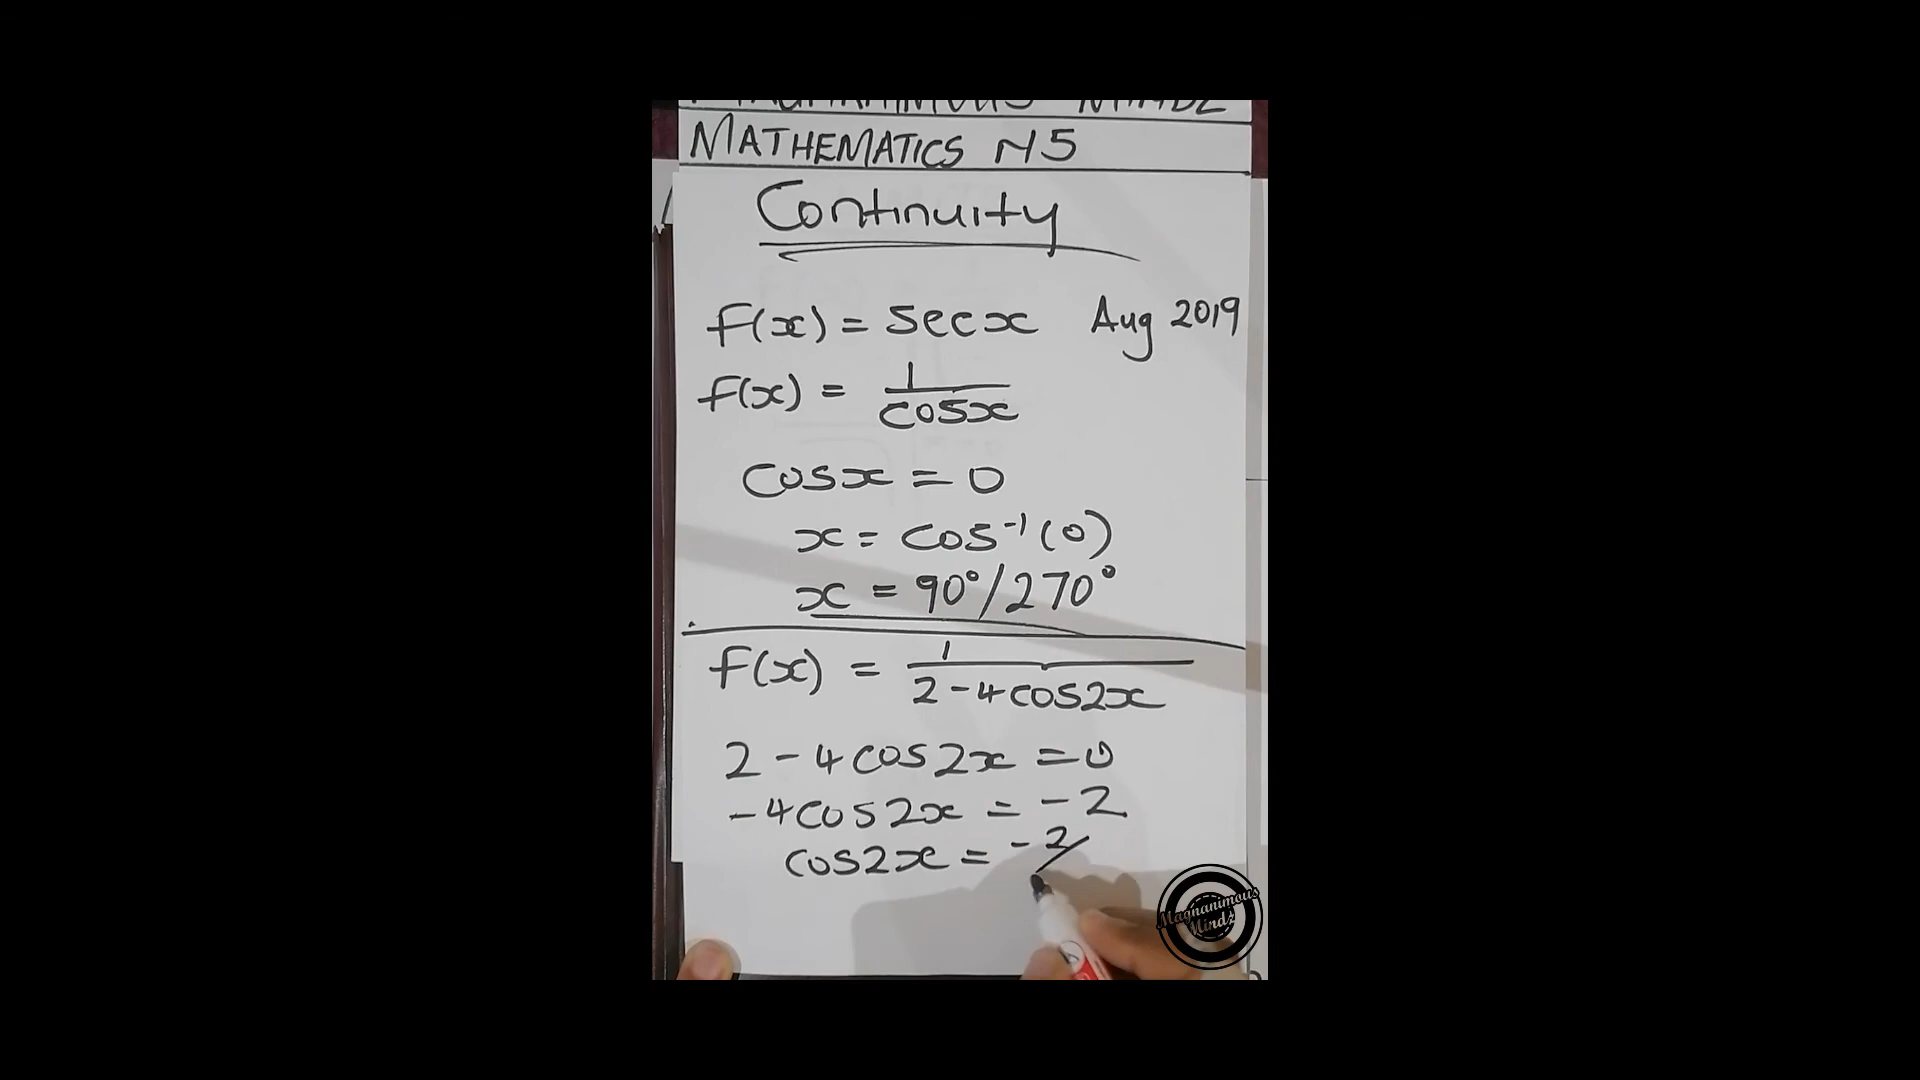 MATHEMATICS N5
Continuity
F(x) = secx Aug 2019
F(x) = 1/cosx
cosx = 0
x = cos⁻¹(0)
x = 90°/270°
F(x) = 1/2-4cos2x
2-4cos2x = 0
-4cos2x = -2
cos2x = -2/
Magnanimous
Mindz